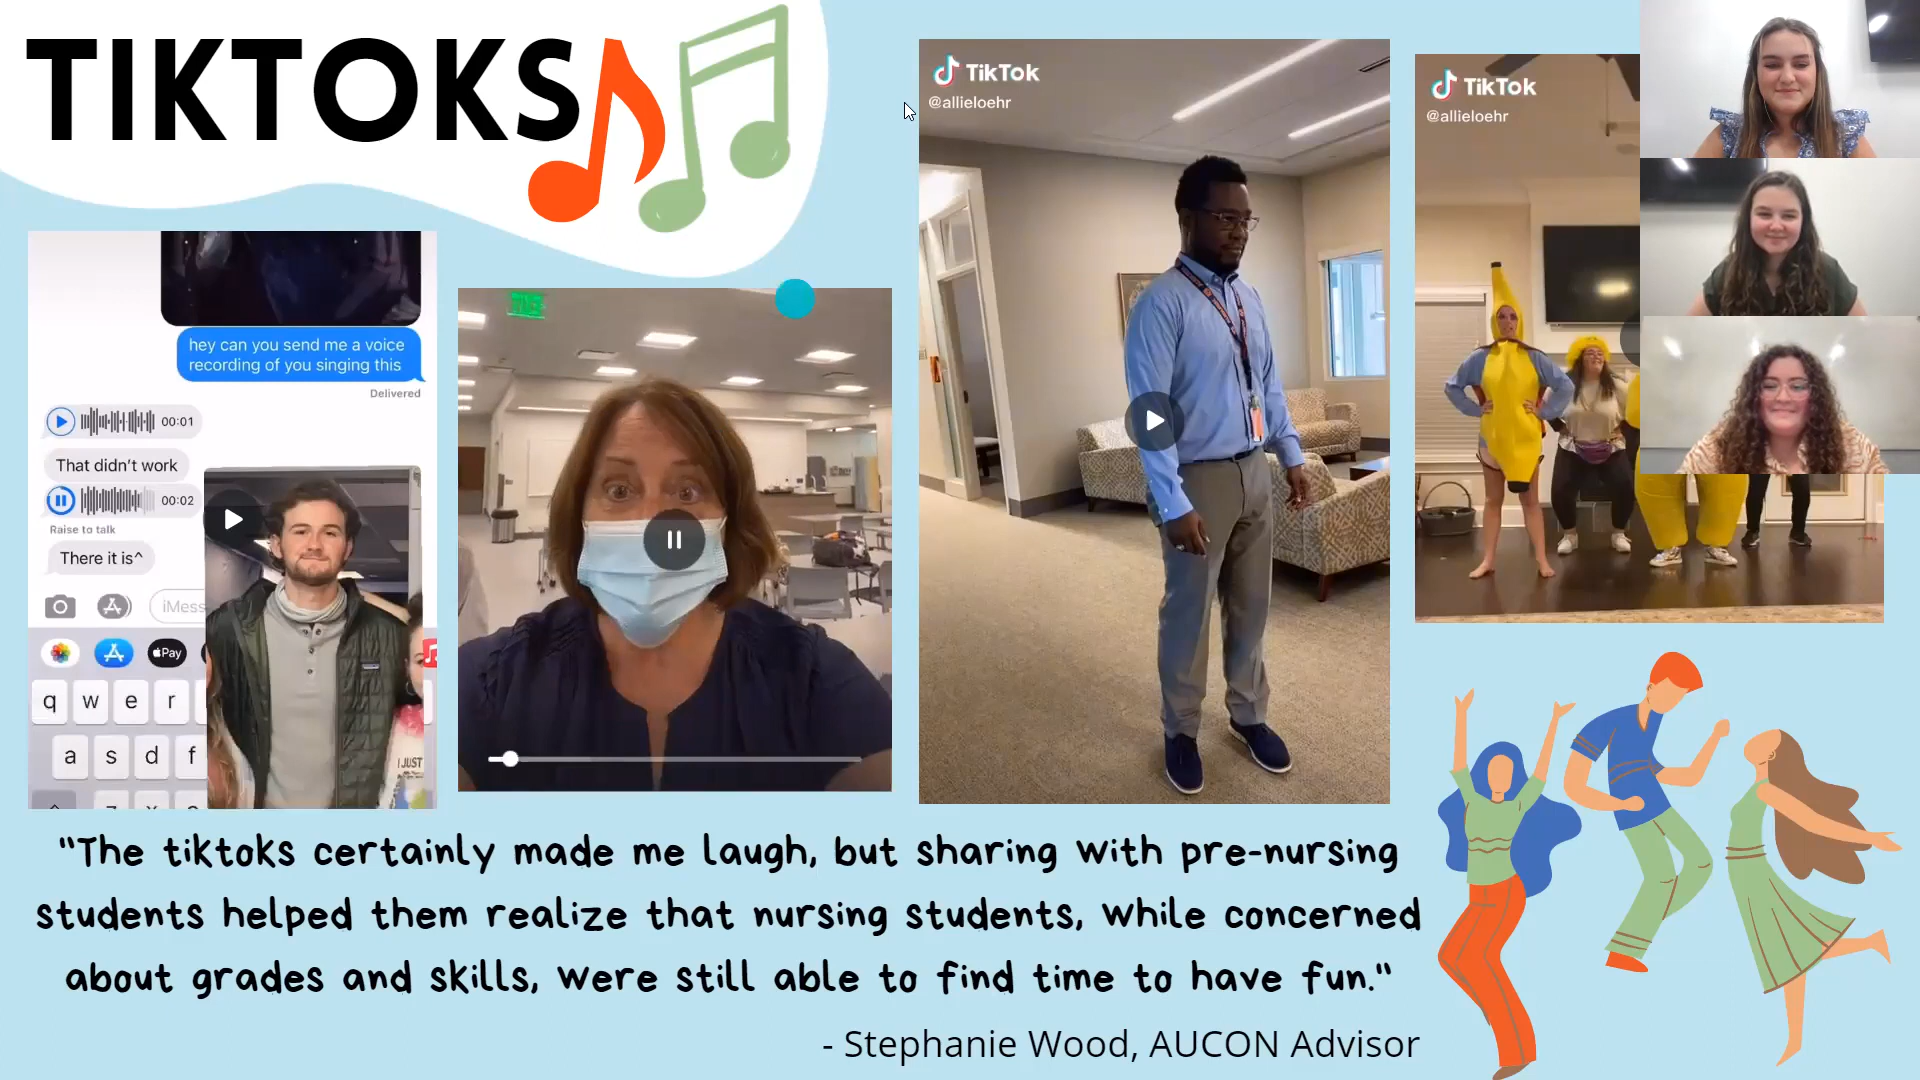 TIKTOKS
hey can you send me a voice
recording of you singing this
Delivered
00:01
That didn't work
00:02
Raise to talk
There it is^
iMess
Pay
q w e r
a s d f
z x c
I JUST
TikTok
@allieloehr
TikTok
@allieloehr
"The tiktoks certainly made me laugh, but sharing with pre-nursing
students helped them realize that nursing students, while concerned
about grades and skills, were still able to find time to have fun."
- Stephanie Wood, AUCON Advisor